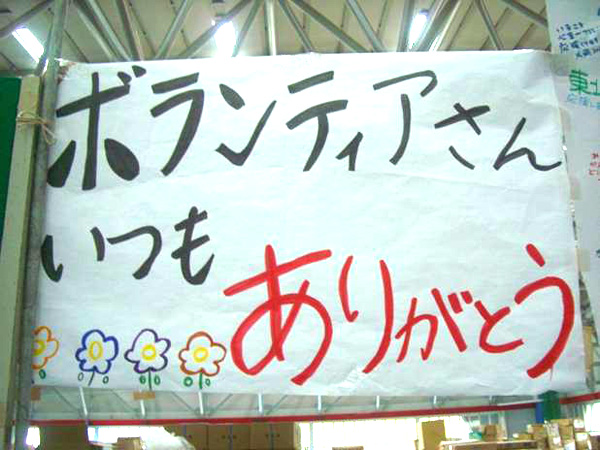 ボランティアさん
いつも
ありがとう